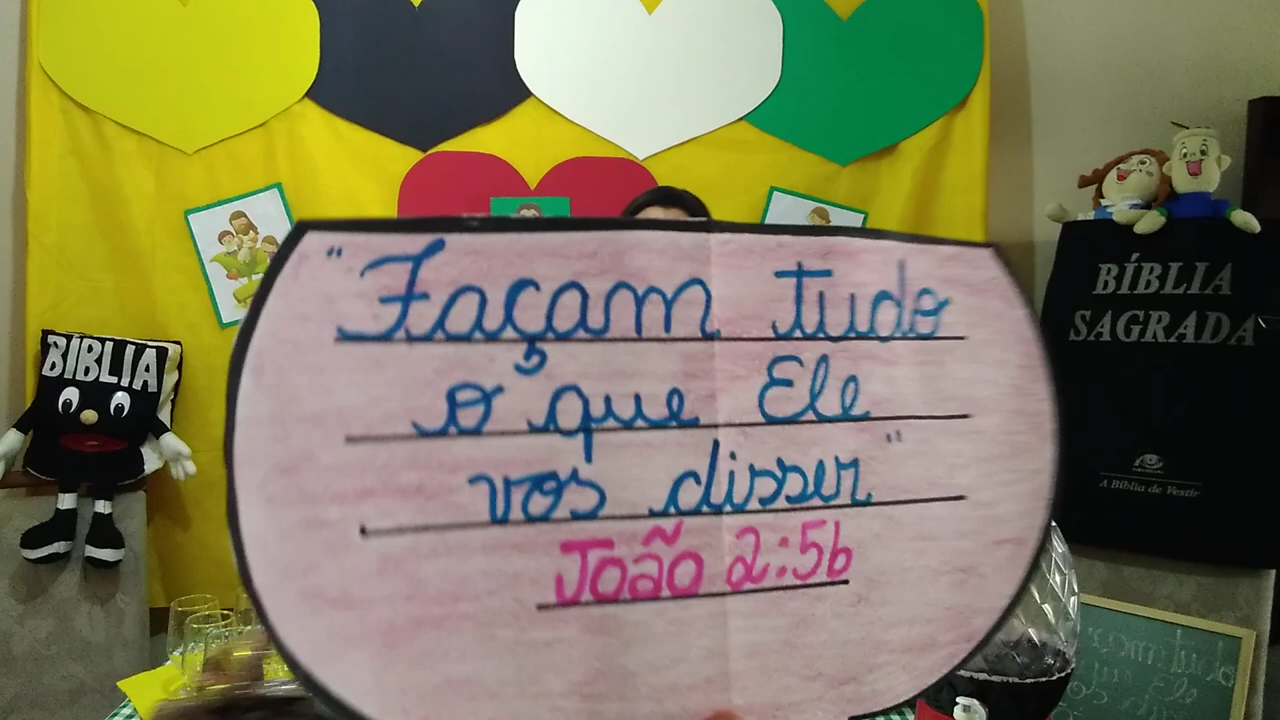 BÍBLIA
SAGRADA
BÍBLIA
"Façam tudo
o que Ele
vos disser"
João 2:5b
A Bíblia de Vestir